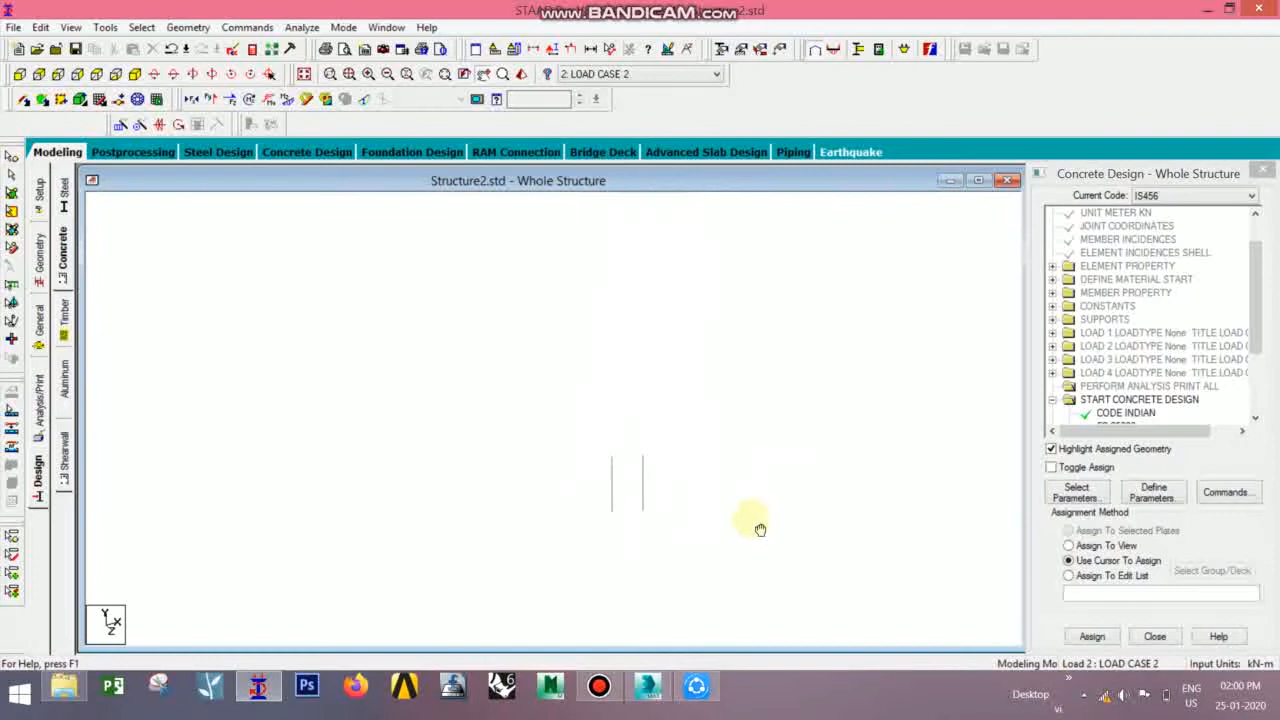 STAAD
2.std
www.BANDICAM.com
File Edit View Tools Select Geometry Commands Analyze Mode Window Help
2: LOAD CASE 2
Modeling Postprocessing Steel Design Concrete Design Foundation Design RAM Connection Bridge Deck Advanced Slab Design Piping Earthquake
Structure2.std - Whole Structure
Setup
Geometry
General
Analysis/Print
Design
Steel
Concrete
Timber
Aluminum
Shearwall
Y
X
Z
Concrete Design - Whole Structure
Current Code: IS456
UNIT METER KN
JOINT COORDINATES
MEMBER INCIDENCES
ELEMENT INCIDENCES SHELL
ELEMENT PROPERTY
DEFINE MATERIAL START
MEMBER PROPERTY
CONSTANTS
SUPPORTS
LOAD 1 LOADTYPE None TITLE LOAD C
LOAD 2 LOADTYPE None TITLE LOAD C
LOAD 3 LOADTYPE None TITLE LOAD C
LOAD 4 LOADTYPE None TITLE LOAD C
PERFORM ANALYSIS PRINT ALL
START CONCRETE DESIGN
CODE INDIAN
Highlight Assigned Geometry
Toggle Assign
Select Parameters...
Define Parameters...
Commands...
Assignment Method
Assign To Selected Plates
Assign To View
Use Cursor To Assign
Select Group/Deck
Assign To Edit List
Assign Close Help
For Help, press F1
Modeling Mo Load 2 : LOAD CASE 2 Input Units: kN-m
Ps
6
Desktop
vi
ENG
US
02:00 PM
25-01-2020